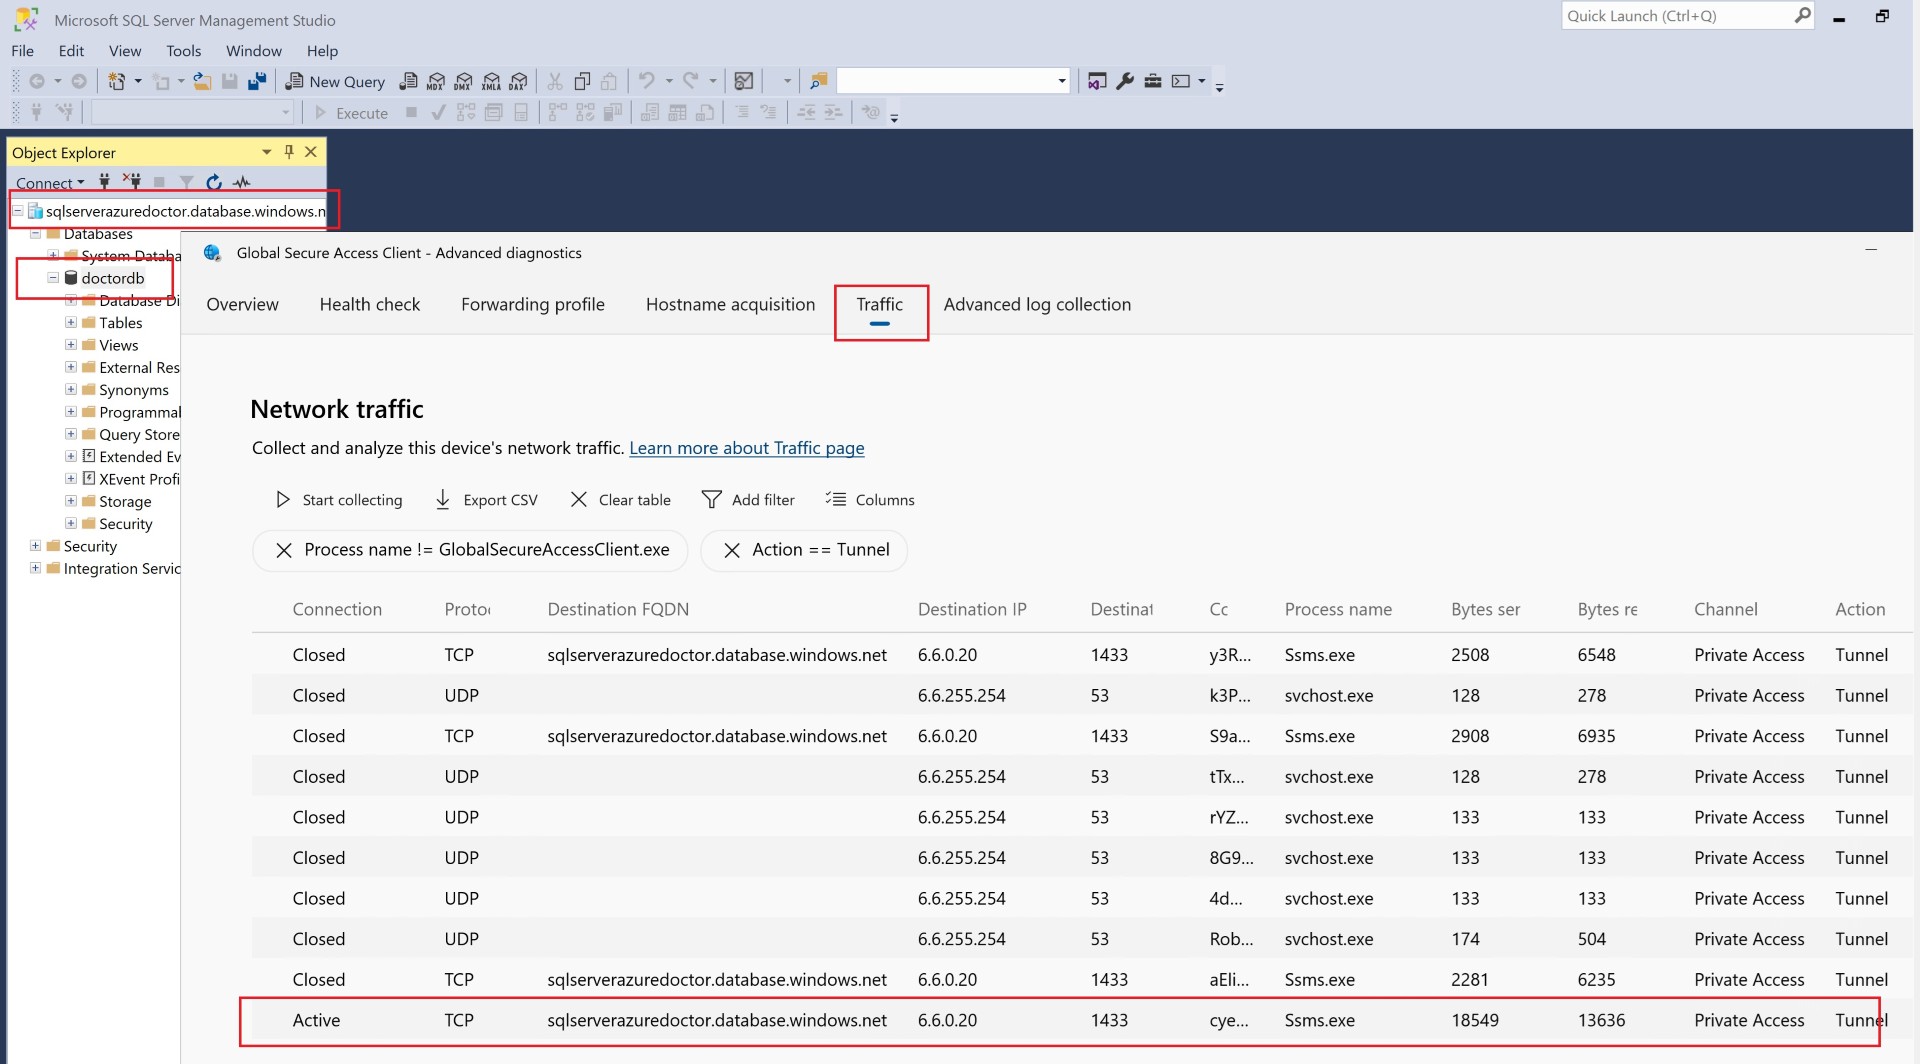 Microsoft SQL Server Management Studio
Quick Launch (Ctrl+Q)
File Edit View Tools Window Help
New Query MDX DMX XMLA DAX
Execute
Object Explorer
Connect
sqlserverazuredoctor.database.windows.n
Databases
System Databa
doctordb
Database Di
Tables
Views
External Res
Synonyms
Programmal
Query Store
Extended Ev
XEvent Profi
Storage
Security
Security
Integration Servic
Global Secure Access Client - Advanced diagnostics
Overview Health check Forwarding profile Hostname acquisition Traffic Advanced log collection
Network traffic
Collect and analyze this device's network traffic. Learn more about Traffic page
Start collecting Export CSV Clear table Add filter Columns
Process name != GlobalSecureAccessClient.exe Action == Tunnel
Connection Protoc Destination FQDN Destination IP Destinat Cc Process name Bytes ser Bytes re Channel Action
Closed TCP sqlserverazuredoctor.database.windows.net 6.6.0.20 1433 y3R... Ssms.exe 2508 6548 Private Access Tunnel
Closed UDP 6.6.255.254 53 k3P... svchost.exe 128 278 Private Access Tunnel
Closed TCP sqlserverazuredoctor.database.windows.net 6.6.0.20 1433 S9a... Ssms.exe 2908 6935 Private Access Tunnel
Closed UDP 6.6.255.254 53 tTx... svchost.exe 128 278 Private Access Tunnel
Closed UDP 6.6.255.254 53 rYZ... svchost.exe 133 133 Private Access Tunnel
Closed UDP 6.6.255.254 53 8G9... svchost.exe 133 133 Private Access Tunnel
Closed UDP 6.6.255.254 53 4d... svchost.exe 133 133 Private Access Tunnel
Closed UDP 6.6.255.254 53 Rob... svchost.exe 174 504 Private Access Tunnel
Closed TCP sqlserverazuredoctor.database.windows.net 6.6.0.20 1433 aEli... Ssms.exe 2281 6235 Private Access Tunnel
Active TCP sqlserverazuredoctor.database.windows.net 6.6.0.20 1433 cye... Ssms.exe 18549 13636 Private Access Tunnel